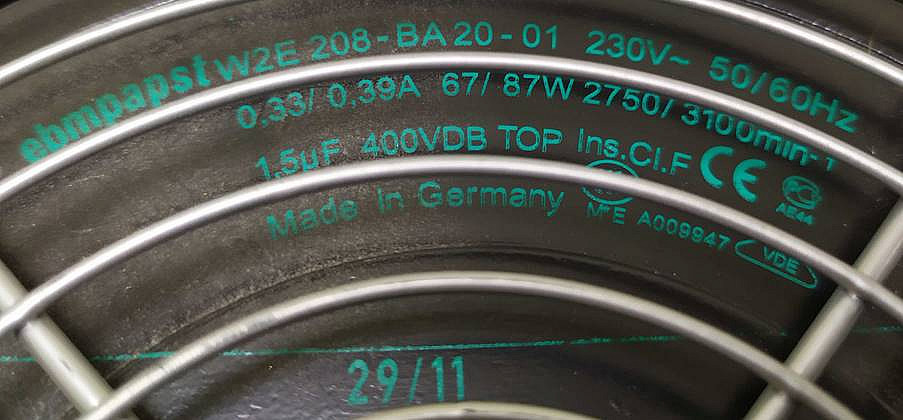 ebmpapst W2E 208-BA20-01 230V~ 50/60Hz
0,33/ 0,39A 67/ 87W 2750/ 3100min-1
1,5µF 400VDB TOP Ins.Cl.F CE
Made in Germany
AE44
A009947 VDE
29/11